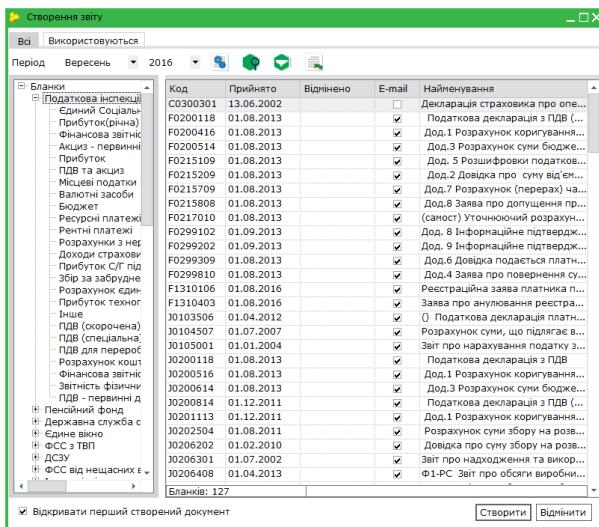 Створення звіту
Всі Використовуються
Період Вересень 2016
Бланки
Податкова інспекці
Єдиний Соціальн
Прибуток(річна)
Фінансова звітніс
Акциз - первинні
Прибуток
ПДВ та акциз
Місцеві податки
Валютні засоби
Бюджет
Ресурсні платежі
Рентні платежі
Розрахунки з нер
Доходи страхови
Прибуток С/Г під
Збір за забрудне
Розрахунок єдин
Прибуток техног
Інше
ПДВ (скорочена)
ПДВ (спеціальна)
ПДВ для перероб
Розрахунок кошт
Фінансова звітніс
Звітність фізични
ПДВ - первинні д
Пенсійний фонд
Державна служба с
Єдине вікно
ФСС з ТВП
ДСЗУ
ФСС від нещасних в
Код Прийнято Відмінено E-mail Найменування
C0300301 13.06.2002 Декларація страховика про опе...
F0200118 01.08.2013 Податкова декларація з ПДВ (...
F0200416 01.08.2013 Дод.1 Розрахунок коригування...
F0200514 01.08.2013 Дод.3 Розрахунок суми бюдже...
F0215109 01.08.2013 Дод. 5 Розшифровки податков...
F0215209 01.08.2013 Дод.2 Довідка про суму від'єм...
F0215709 01.08.2013 Дод.7 Розрахунок (перерах) ча...
F0215808 01.08.2013 Дод.8 Заява про допущення пр...
F0217010 01.08.2013 (самост) Уточнюючий розрахун...
F0299102 01.09.2013 Дод. 8 Інформаційне підтвердж...
F0299202 01.09.2013 Дод. 9 Інформаційне підтвердж...
F0299309 01.08.2013 Дод.6 Довідка подається платн...
F0299810 01.08.2013 Дод.4 Заява про повернення су...
F1310106 01.08.2016 Реєстраційна заява платника п...
F1310403 01.08.2016 Заява про анулювання реєстра...
J0103506 01.04.2012 () Податкова декларація платн...
J0104507 01.07.2007 Розрахунок суми, що підлягає в...
J0105001 01.01.2004 Звіт про нарахування податку з...
J0200118 01.08.2013 Податкова декларація з ПДВ
J0200516 01.08.2013 Дод.1 Розрахунок коригування...
J0200614 01.08.2013 Дод.3 Розрахунок суми бюдже...
J0200814 01.12.2011 Податкова декларація з ПДВ (...
J0201113 01.12.2011 Дод.1 Розрахунок коригування...
J0202504 01.08.2011 Розрахунок суми збору на розв...
J0206202 01.02.2010 Довідка про суму збору на розв...
J0206301 01.07.2002 Звіт про надходження та викор...
J0206408 01.04.2013 Ф1-РС Звіт про обсяги виробни...
Бланків: 127
Відкривати перший створений документ
Створити Відмінити